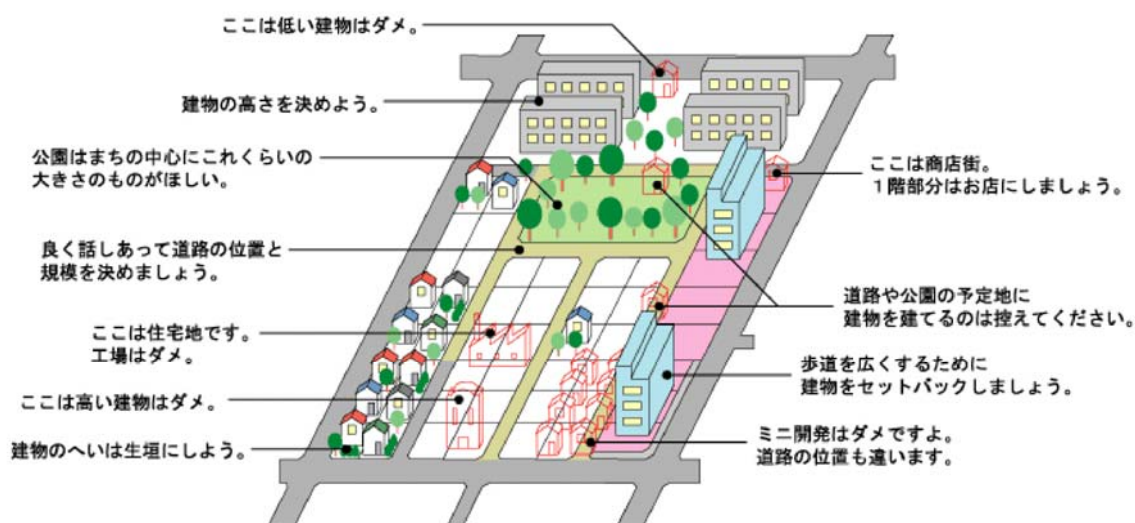 ここは低い建物はダメ。
建物の高さを決めよう。
公園はまちの中心にこれくらいの
大きさのものがほしい。
ここは商店街。
1階部分はお店にしましょう。
良く話しあって道路の位置と
規模を決めましょう。
道路や公園の予定地に
建物を建てるのは控えてください。
ここは住宅地です。
工場はダメ。
歩道を広くするために
建物をセットバックしましょう。
ここは高い建物はダメ。
ミニ開発はダメですよ。
道路の位置も違います。
建物のへいは生垣にしよう。